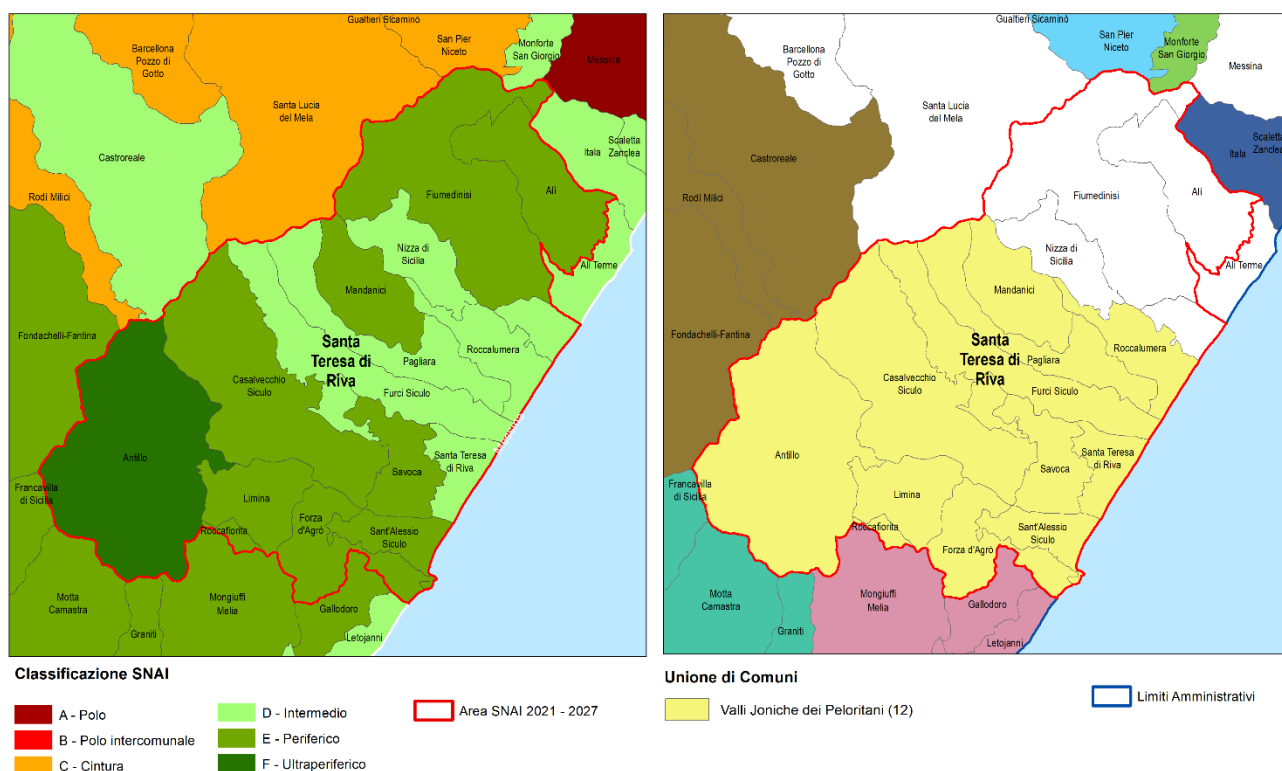 Gualtieri Sicaminò
San Pier
Niceto
Monforte
San Giorgio
Messina
Barcellona
Pozzo di
Gotto
Santa Lucia
del Mela
Castroreale
Scaletta
Zanclea
Itala
Rodì Milici
Fiumedinisi
Alì
Nizza di
Sicilia
Alì Terme
Mandanici
Fondachelli-Fantina
Santa
Teresa di
Riva
Roccalumera
Pagliara
Casalvecchio
Siculo
Furci Siculo
Antillo
Santa Teresa
di Riva
Savoca
Francavilla
di Sicilia
Limina
Roccafiorita
Forza
d'Agrò
Sant'Alessio
Siculo
Motta
Camastra
Mongiuffi
Melia
Gallodoro
Graniti
Letojanni
Gualtieri Sicaminò
San Pier
Niceto
Monforte
San Giorgio
Messina
Barcellona
Pozzo di
Gotto
Santa Lucia
del Mela
Castroreale
Scaletta
Zanclea
Itala
Rodì Milici
Fiumedinisi
Alì
Nizza di
Sicilia
Alì Terme
Mandanici
Fondachelli-Fantina
Santa
Teresa di
Riva
Roccalumera
Pagliara
Casalvecchio
Siculo
Furci Siculo
Antillo
Santa Teresa
di Riva
Savoca
Francavilla
di Sicilia
Limina
Roccafiorita
Forza d'Agrò
Sant'Alessio
Siculo
Motta
Camastra
Mongiuffi
Melia
Gallodoro
Graniti
Letojanni
Classificazione SNAI
A - Polo
B - Polo intercomunale
C - Cintura
D - Intermedio
E - Periferico
F - Ultraperiferico
Area SNAI 2021 - 2027
Unione di Comuni
Valli Joniche dei Peloritani (12)
Limiti Amministrativi